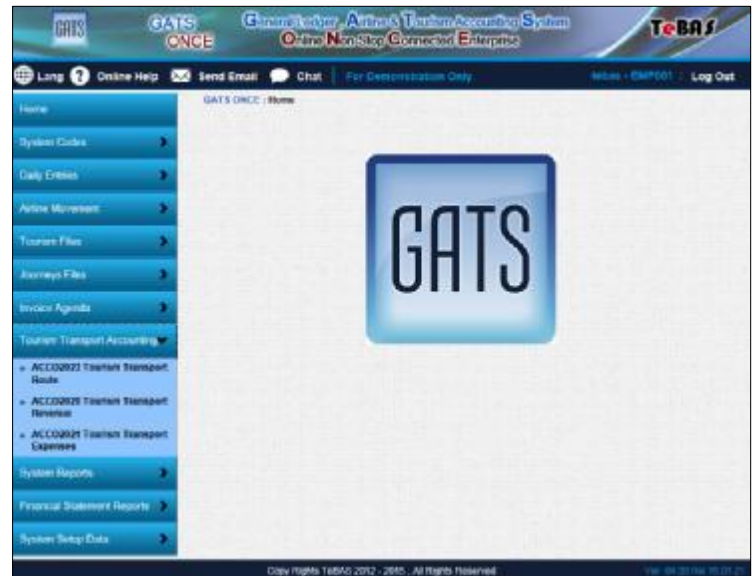 GATS
GATS
ONCE
General Ledger, Airline & Tourism Accounting System
Online Non Stop Connected Enterprise
TeBAS
Lang
Online Help
Send Email
Chat
For Demonstration Only
EMP001
Log Out
GATS ONCE : Home
Home
System Codes
Daily Entries
Airline Movement
Tourism Files
Journeys Files
Invoice Agenda
Tourism Transport Accounting
Tourism Transport
Route
Tourism Transport
Revenue
Tourism Transport
Expenses
System Reports
Financial Statement Reports
System Setup Data
GATS
Copy Rights TeBAS 2012 - 2015 . All Rights Reserved